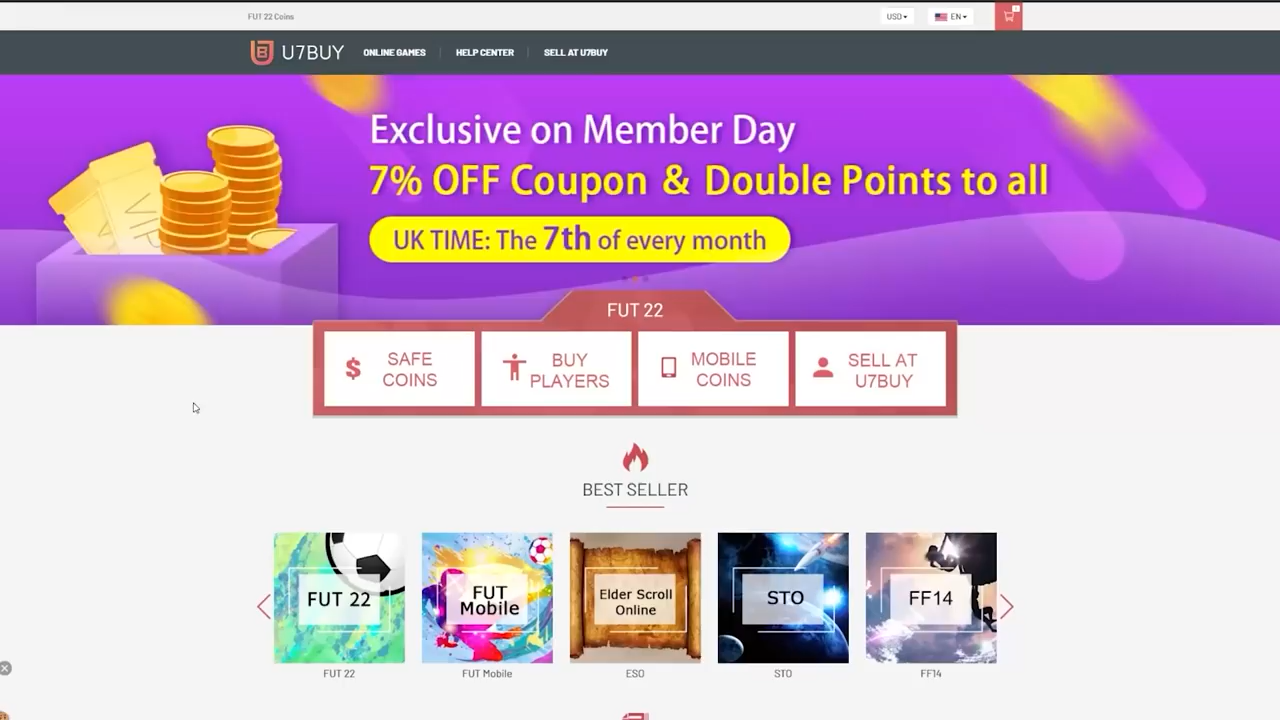 FUT 22 Coins
USD
EN
1
U7BUY
ONLINE GAMES
HELP CENTER
SELL AT U7BUY
Exclusive on Member Day
7% OFF Coupon & Double Points to all
UK TIME: The 7th of every month
VIP
FUT 22
SAFE
COINS
BUY
PLAYERS
MOBILE
COINS
SELL AT
U7BUY
BEST SELLER
FUT 22
FUT
Mobile
Elder Scroll
Online
STO
FF14
FUT 22
FUT Mobile
ESO
STO
FF14